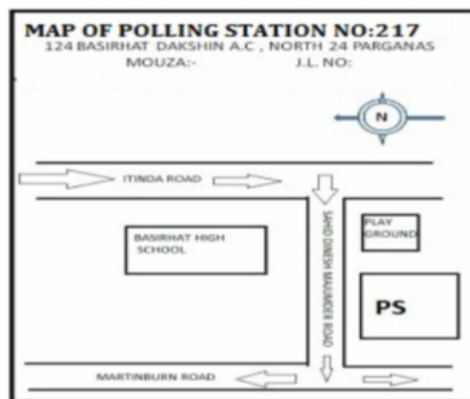 MAP OF POLLING STATION NO:217
124 BASIRHAT DAKSHIN A.C , NORTH 24 PARGANAS
MOUZA:- J.L. NO:
N
ITINDA ROAD
SAHID DINESH MAJUMDER ROAD
PLAY
GROUND
BASIRHAT HIGH
SCHOOL
PS
MARTINBURN ROAD